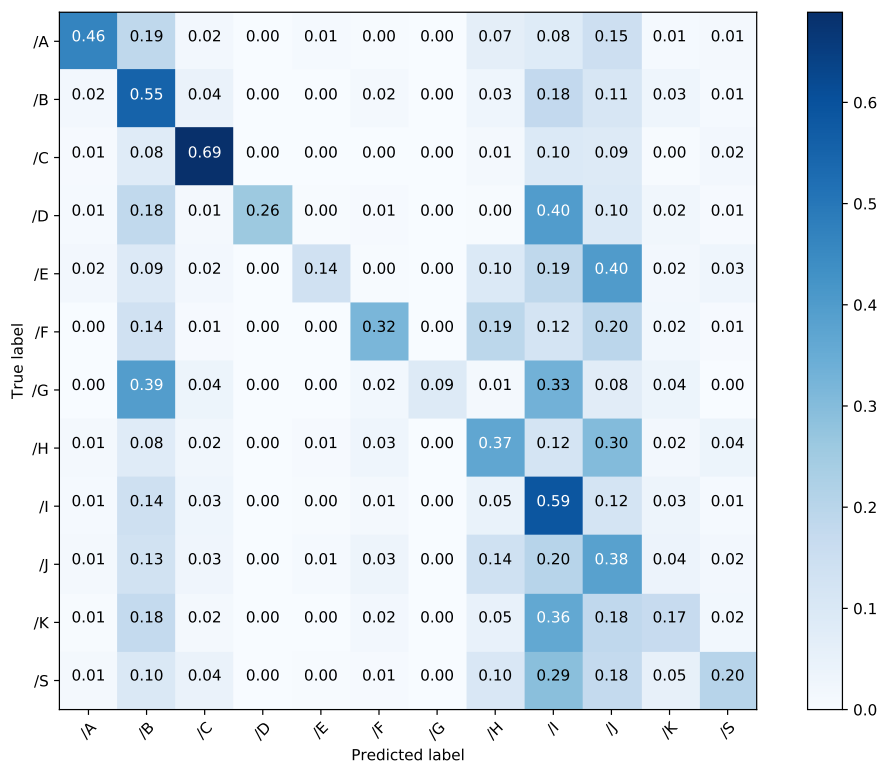 /A 0.46 0.19 0.02 0.00 0.01 0.00 0.00 0.07 0.08 0.15 0.01 0.01
/B 0.02 0.55 0.04 0.00 0.00 0.02 0.00 0.03 0.18 0.11 0.03 0.01
0.6
/C 0.01 0.08 0.69 0.00 0.00 0.00 0.00 0.01 0.10 0.09 0.00 0.02
/D 0.01 0.18 0.01 0.26 0.00 0.01 0.00 0.00 0.40 0.10 0.02 0.01
0.5
/E 0.02 0.09 0.02 0.00 0.14 0.00 0.00 0.10 0.19 0.40 0.02 0.03
0.4
/F 0.00 0.14 0.01 0.00 0.00 0.32 0.00 0.19 0.12 0.20 0.02 0.01
True label
/G 0.00 0.39 0.04 0.00 0.00 0.02 0.09 0.01 0.33 0.08 0.04 0.00
0.3
/H 0.01 0.08 0.02 0.00 0.01 0.03 0.00 0.37 0.12 0.30 0.02 0.04
/I 0.01 0.14 0.03 0.00 0.00 0.01 0.00 0.05 0.59 0.12 0.03 0.01
0.2
/J 0.01 0.13 0.03 0.00 0.01 0.03 0.00 0.14 0.20 0.38 0.04 0.02
/K 0.01 0.18 0.02 0.00 0.00 0.02 0.00 0.05 0.36 0.18 0.17 0.02
0.1
/S 0.01 0.10 0.04 0.00 0.00 0.01 0.00 0.10 0.29 0.18 0.05 0.20
0.0
/A /B /C /D /E /F /G /H /I /J /K /S
Predicted label